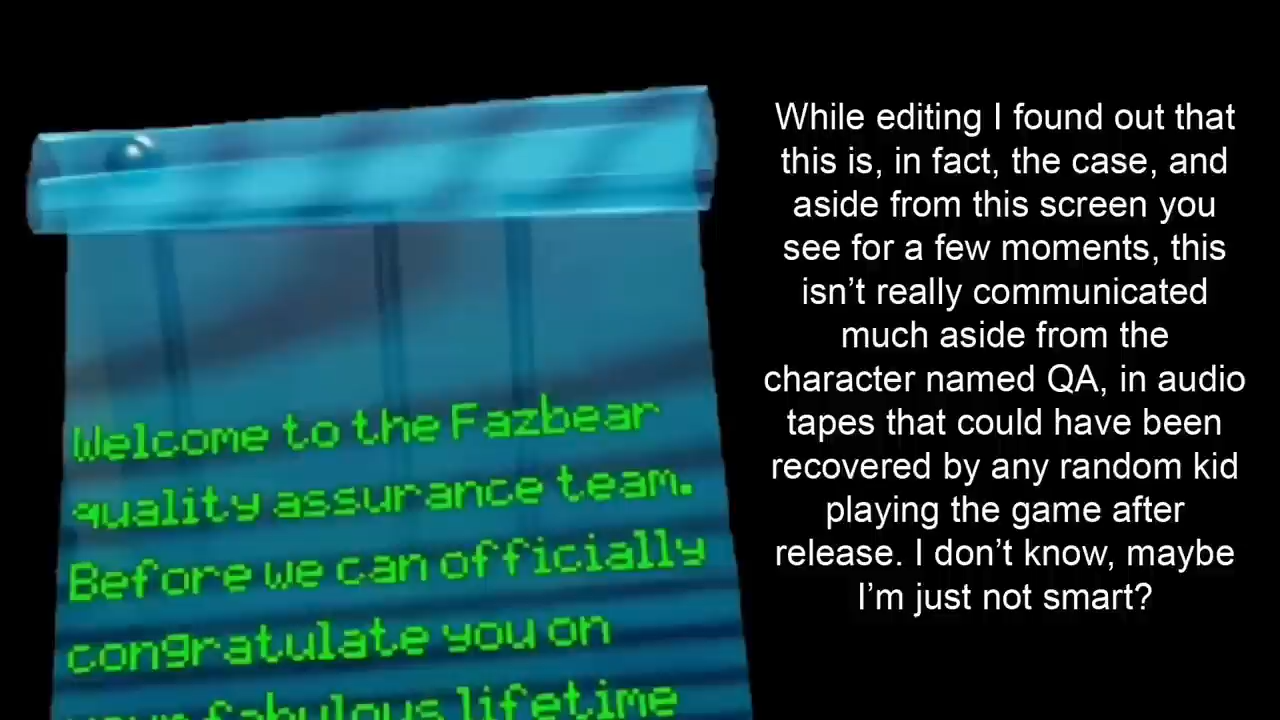 Welcome to the Fazbear
quality assurance team.
Before we can officially
congratulate you on
your fabulous lifetime
While editing I found out that
this is, in fact, the case, and
aside from this screen you
see for a few moments, this
isn’t really communicated
much aside from the
character named QA, in audio
tapes that could have been
recovered by any random kid
playing the game after
release. I don’t know, maybe
I’m just not smart?